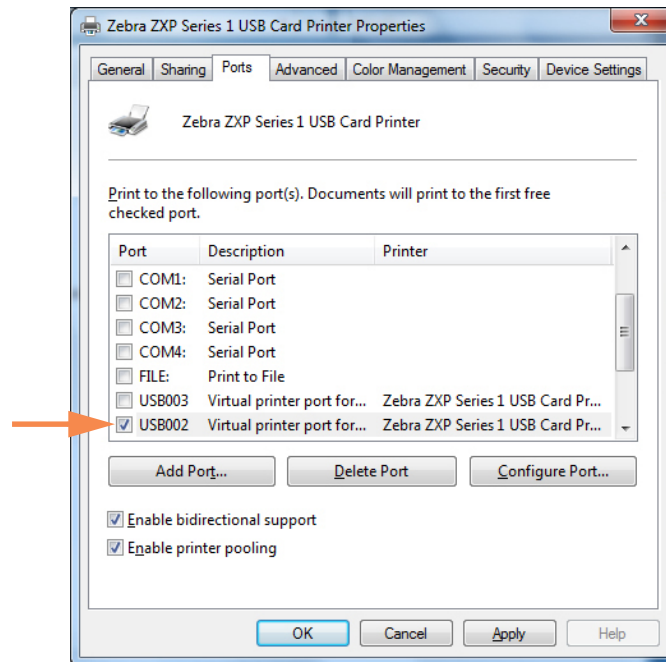 Zebra ZXP Series 1 USB Card Printer Properties
General Sharing Ports Advanced Color Management Security Device Settings
Zebra ZXP Series 1 USB Card Printer
Print to the following port(s). Documents will print to the first free
checked port.
Port Description Printer
COM1: Serial Port
COM2: Serial Port
COM3: Serial Port
COM4: Serial Port
FILE: Print to File
USB003 Virtual printer port for... Zebra ZXP Series 1 USB Card Pr...
USB002 Virtual printer port for... Zebra ZXP Series 1 USB Card Pr...
Add Port... Delete Port Configure Port...
Enable bidirectional support
Enable printer pooling
OK Cancel Apply Help